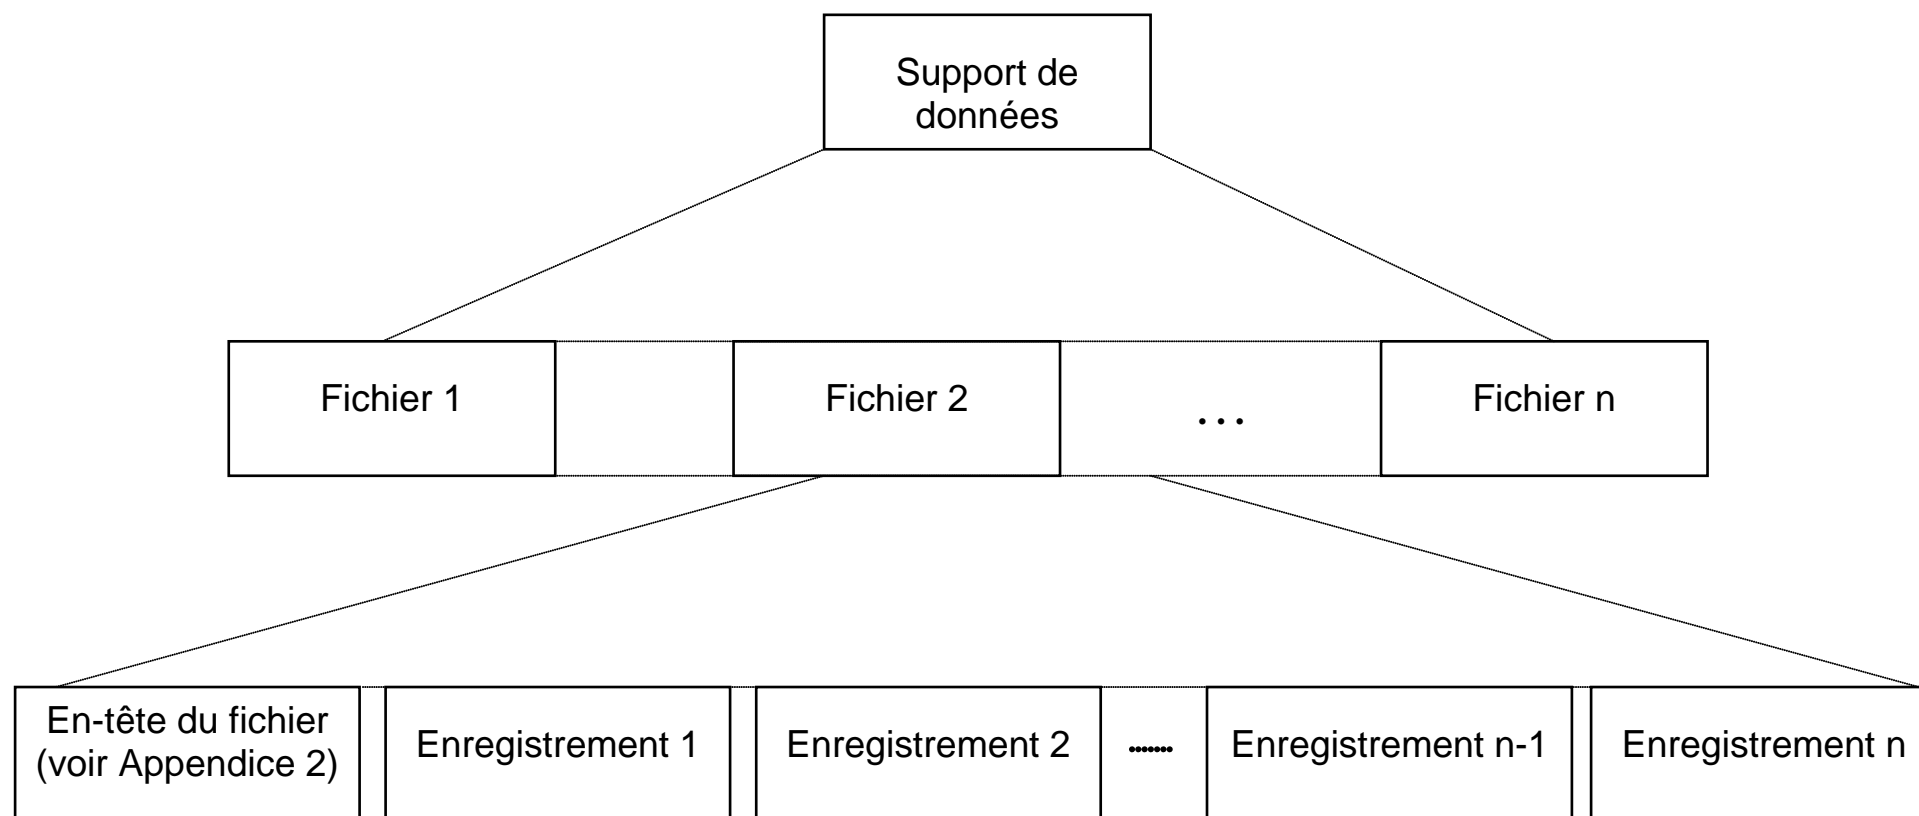 Support de
données
Fichier 1
Fichier 2
...
Fichier n
En-tête du fichier
(voir Appendice 2)
Enregistrement 1
Enregistrement 2
.......
Enregistrement n-1
Enregistrement n